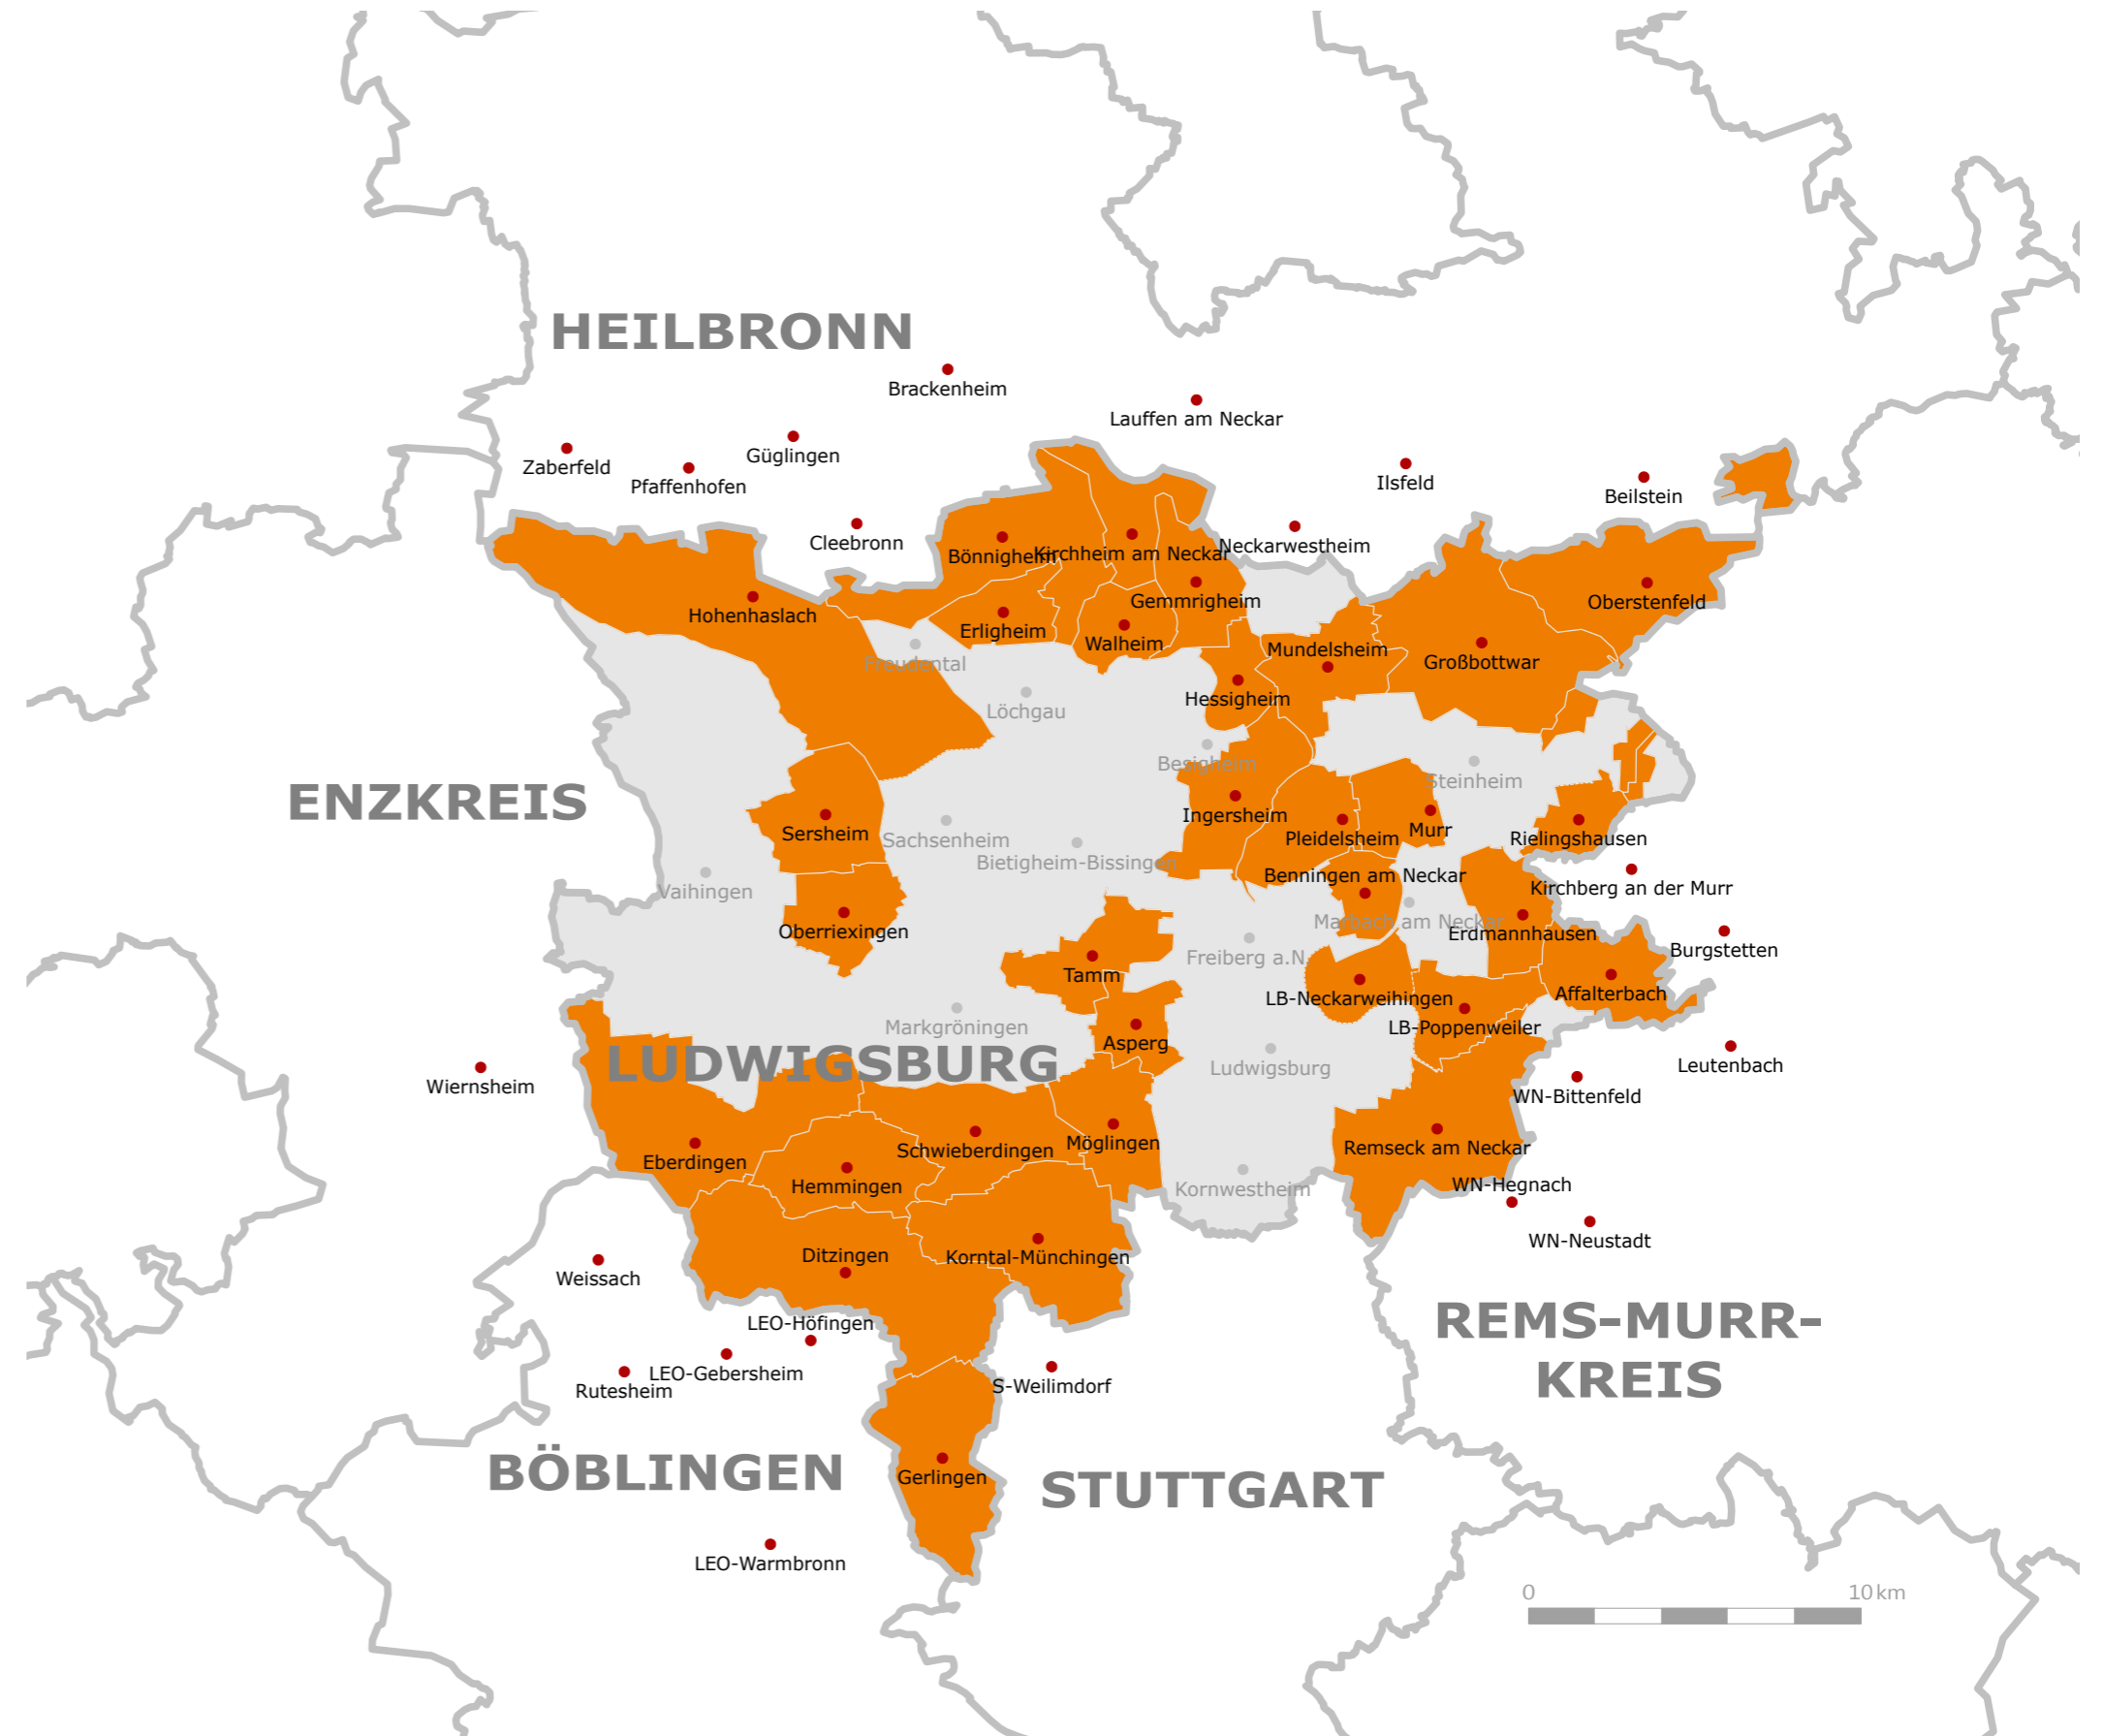 HEILBRONN
Brackenheim
Lauffen am Neckar
Güglingen
Zaberfeld
Pfaffenhofen
Ilsfeld
Beilstein
Cleebronn
Neckarwestheim
Bönnigheim
Kirchheim am Neckar
Gemmrigheim
Oberstenfeld
Hohenhaslach
Erligheim
Walheim
Mundelsheim
Großbottwar
Freudental
Hessigheim
Löchgau
Besigheim
Steinheim
ENZKREIS
Ingersheim
Sersheim
Sachsenheim
Pleidelsheim
Murr
Rielingshausen
Bietigheim-Bissingen
Benningen am Neckar
Kirchberg an der Murr
Vaihingen
Marbach am Neckar
Oberriexingen
Erdmannhausen
Burgstetten
Freiberg a.N.
Tamm
Affalterbach
LB-Neckarweihingen
Markgröningen
LB-Poppenweiler
Asperg
LUDWIGSBURG
Ludwigsburg
Leutenbach
Wiernsheim
WN-Bittenfeld
Möglingen
Remseck am Neckar
Schwieberdingen
Eberdingen
Hemmingen
WN-Hegnach
Kornwestheim
WN-Neustadt
Ditzingen
Korntal-Münchingen
Weissach
LEO-Höfingen
REMS-MURR-
KREIS
LEO-Gebersheim
Rutesheim
S-Weilimdorf
BÖBLINGEN
Gerlingen
STUTTGART
LEO-Warmbronn
0 10 km